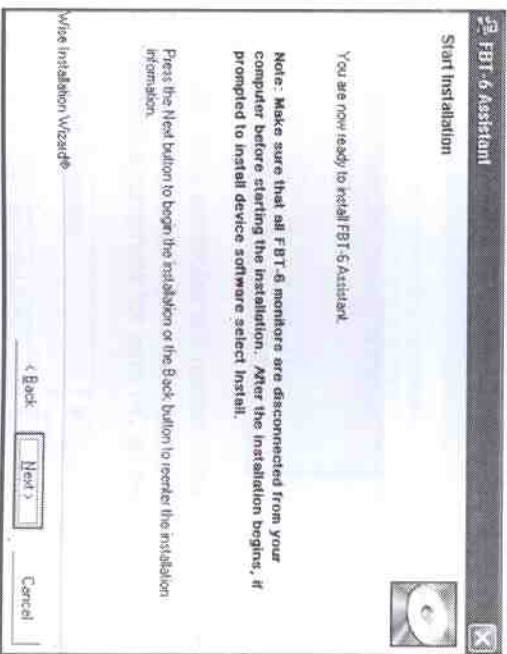 FBT-6 Assistant
Start Installation
You are now ready to install FBT-6 Assistant.
Note: Make sure that all FBT-6 monitors are disconnected from your
computer before starting the installation. After the installation begins, if
prompted to install device software select Install.
Press the Next button to begin the installation or the Back button to reenter the installation
information.
Wise Installation Wizard®
< Back
Next >
Cancel